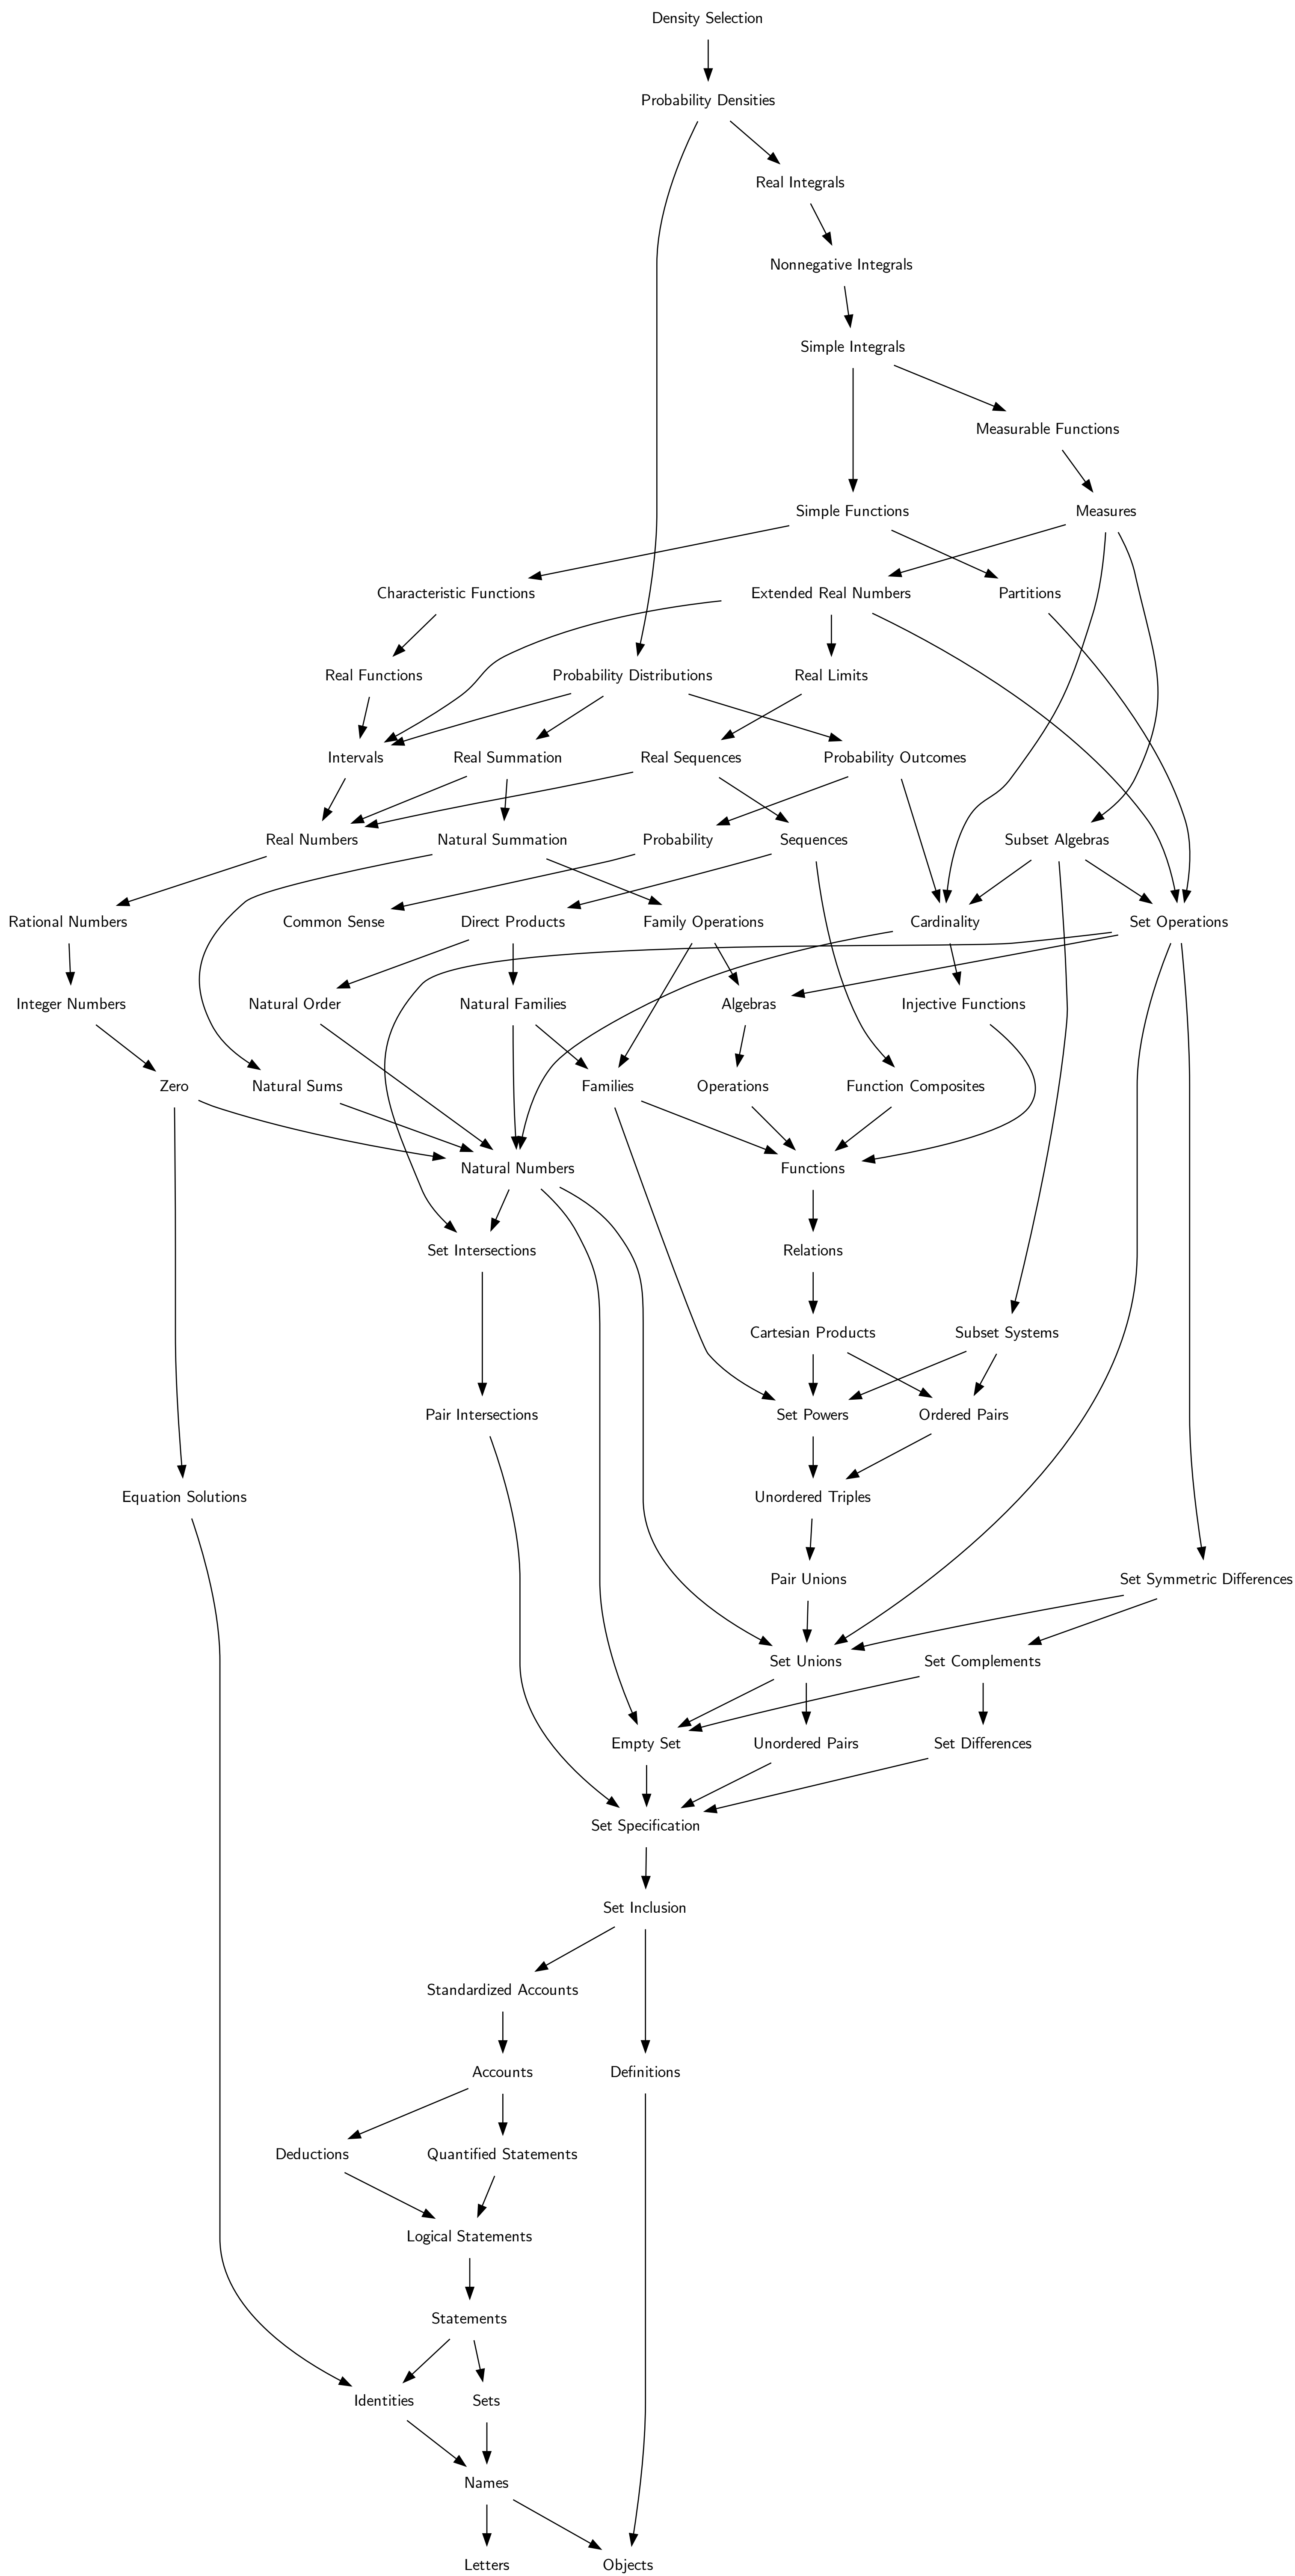 Density Selection
Probability Densities
Real Integrals
Nonnegative Integrals
Simple Integrals
Measurable Functions
Simple Functions
Measures
Characteristic Functions
Extended Real Numbers
Partitions
Real Functions
Probability Distributions
Real Limits
Intervals
Real Summation
Real Sequences
Probability Outcomes
Real Numbers
Natural Summation
Probability
Sequences
Subset Algebras
Rational Numbers
Common Sense
Direct Products
Family Operations
Cardinality
Set Operations
Integer Numbers
Natural Order
Natural Families
Algebras
Injective Functions
Zero
Natural Sums
Families
Operations
Function Composites
Natural Numbers
Functions
Set Intersections
Relations
Cartesian Products
Subset Systems
Pair Intersections
Set Powers
Ordered Pairs
Equation Solutions
Unordered Triples
Pair Unions
Set Symmetric Differences
Set Unions
Set Complements
Empty Set
Unordered Pairs
Set Differences
Set Specification
Set Inclusion
Standardized Accounts
Accounts
Definitions
Deductions
Quantified Statements
Logical Statements
Statements
Identities
Sets
Names
Letters
Objects